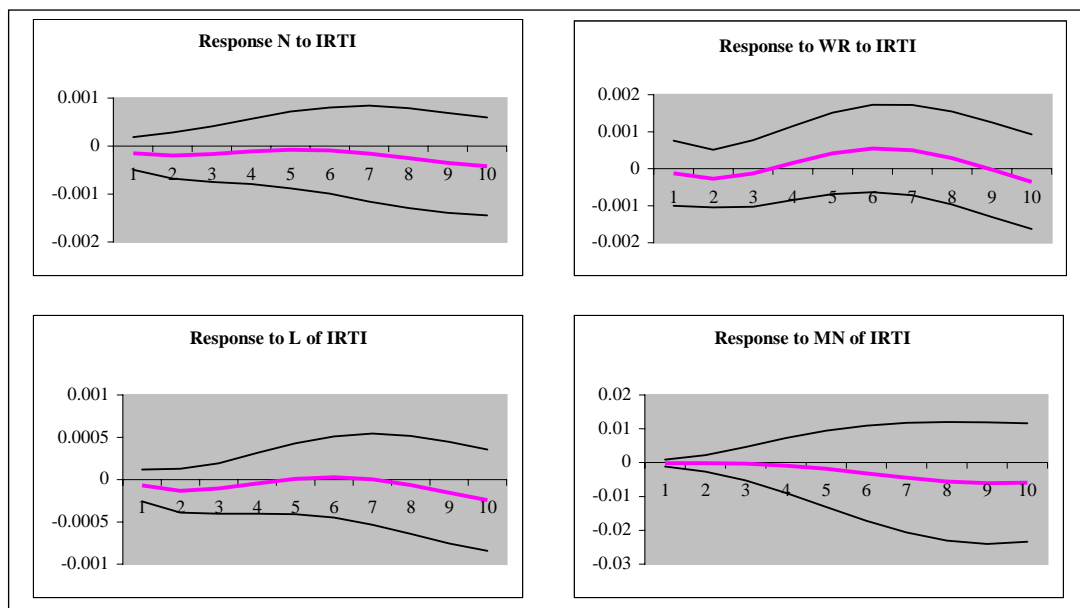 Response N to IRTI
0.001
0
-0.001
-0.002
1 2 3 4 5 6 7 8 9 10
Response to WR to IRTI
0.002
0.001
0
-0.001
-0.002
1 2 3 4 5 6 7 8 9 10
Response to L of IRTI
0.001
0.0005
0
-0.0005
-0.001
1 2 3 4 5 6 7 8 9 10
Response to MN of IRTI
0.02
0.01
0
-0.01
-0.02
-0.03
1 2 3 4 5 6 7 8 9 10